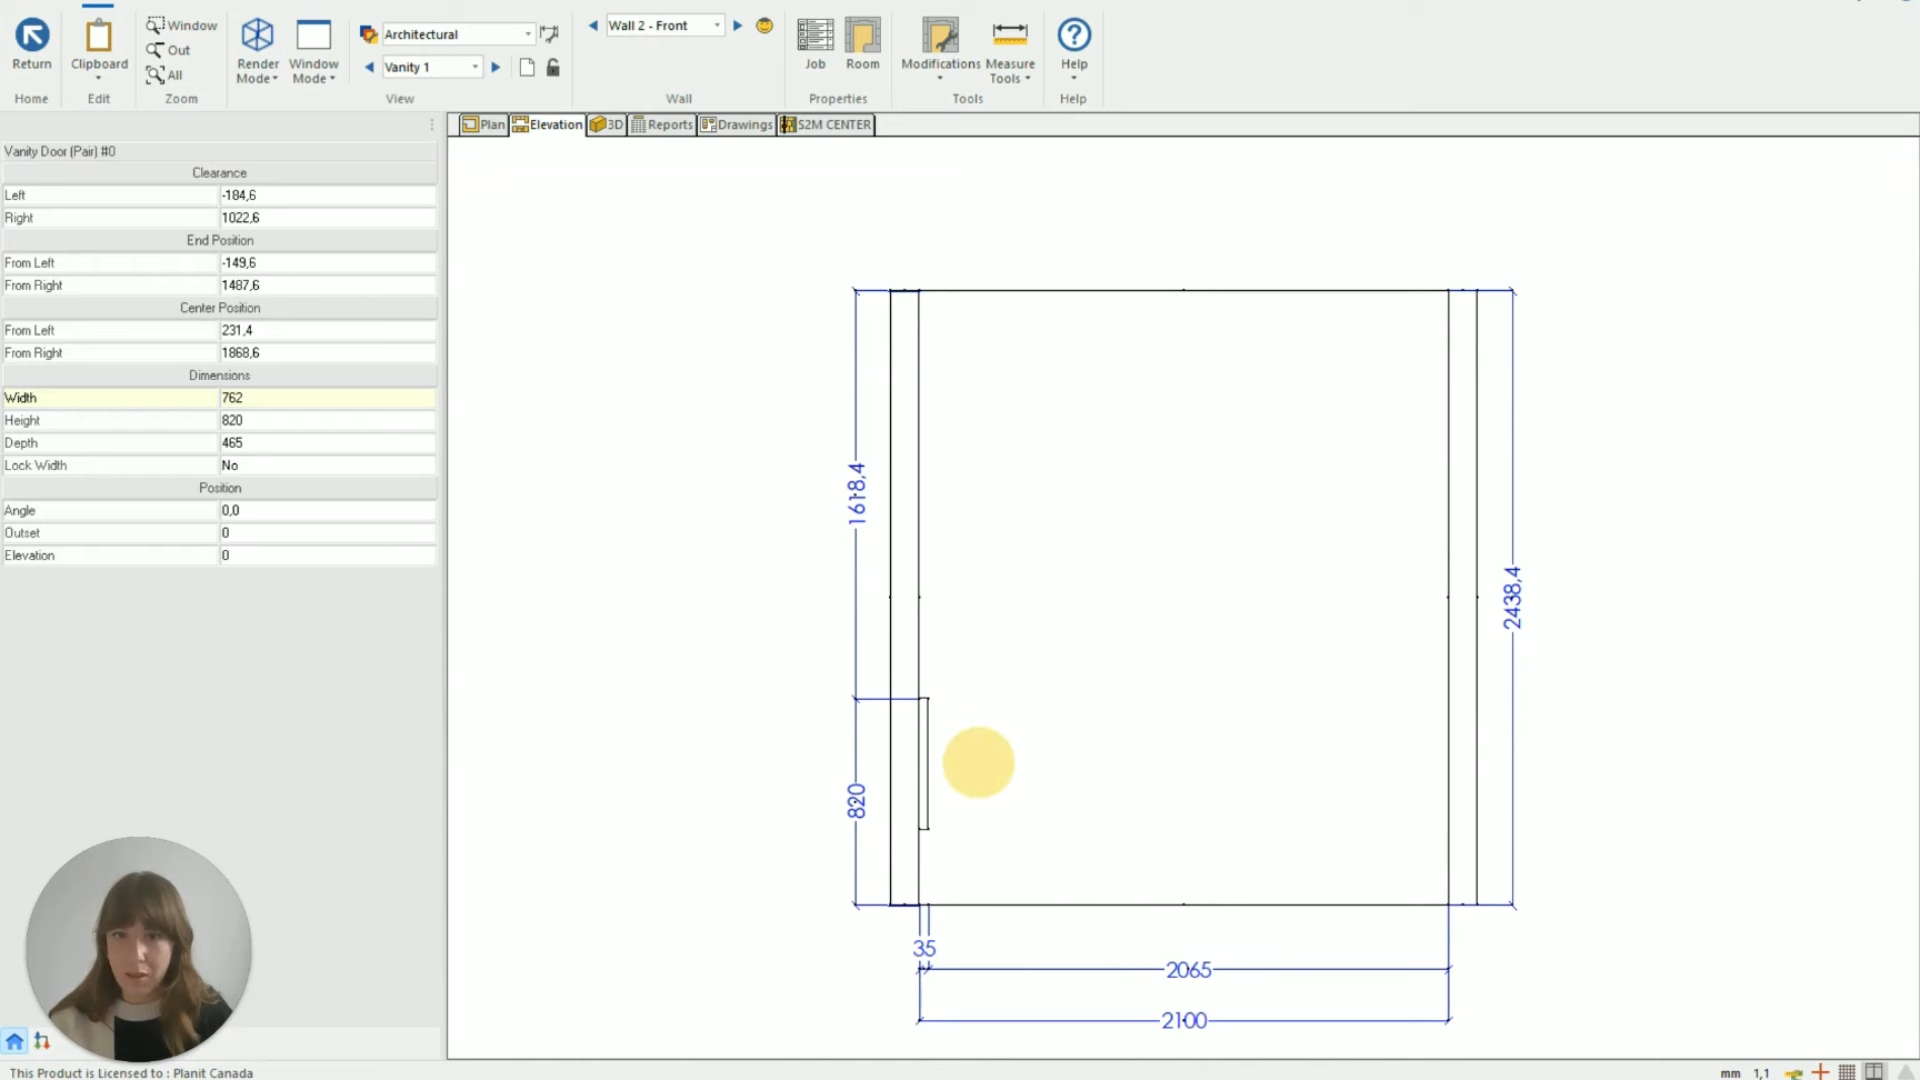 Return
Home
Clipboard
Edit
Window
Out
All
Zoom
Render
Mode
Window
Mode
Architectural
Vanity 1
View
Wall 2 - Front
Wall
Job
Room
Properties
Modifications
Measure
Tools
Tools
Help
Help
Plan
Elevation
3D
Reports
Drawings
S2M CENTER
Vanity Door (Pair) #0
Clearance
Left -184,6
Right 1022,6
End Position
From Left -149,6
From Right 1487,6
Center Position
From Left 231,4
From Right 1868,6
Dimensions
Width 762
Height 820
Depth 465
Lock Width No
Position
Angle 0,0
Outset 0
Elevation 0
1618,4
2438,4
820
35
2065
2100
This Product is Licensed to : Planit Canada
mm 1,1